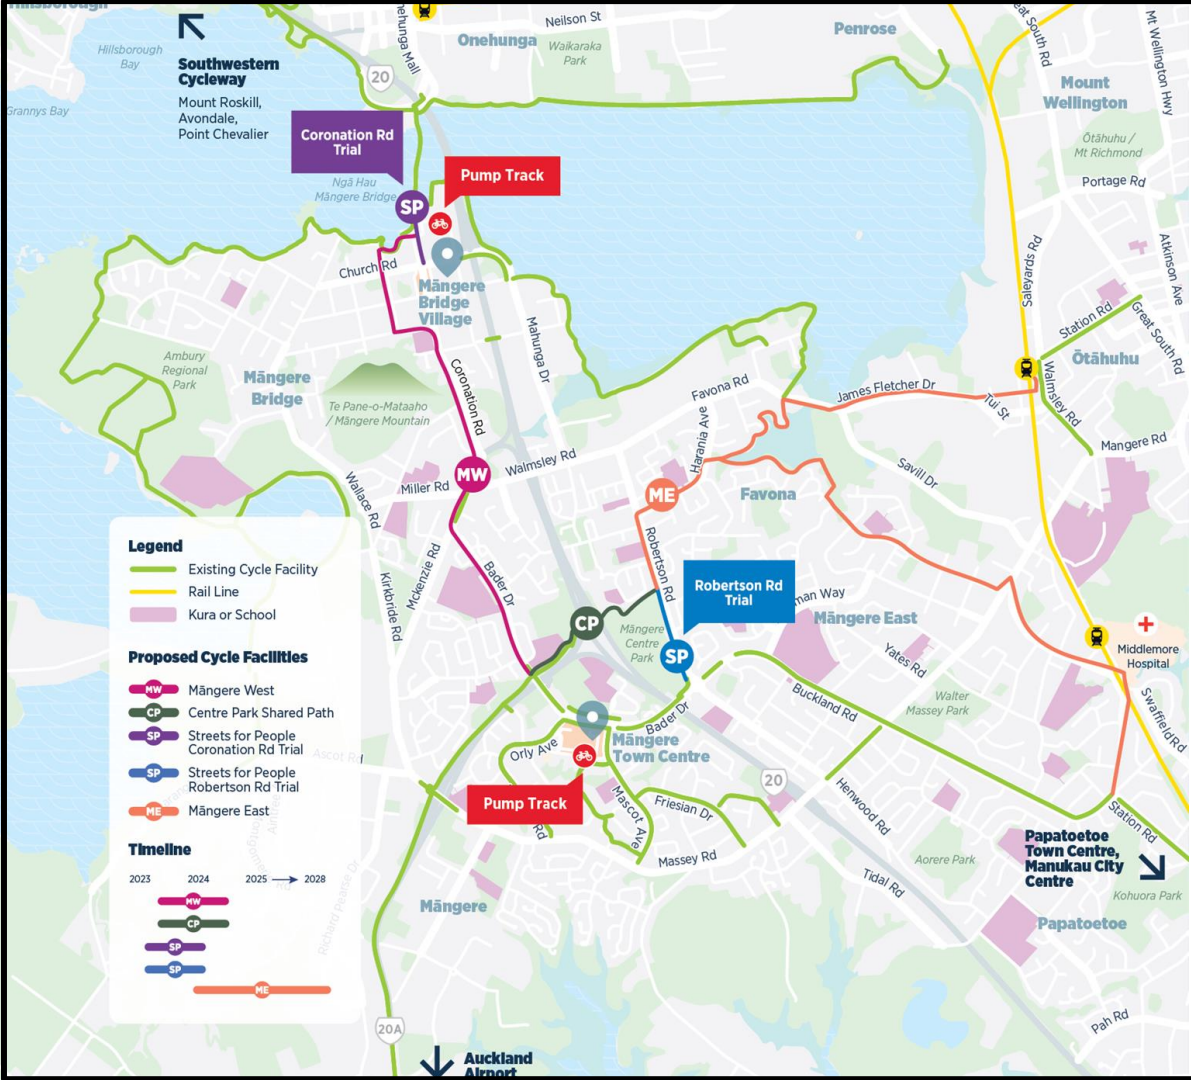 Neilson St
Onehunga
Waikaraka
Park
Penrose
Mt Wellington Hwy
Hillsborough
Bay
Southwestern
Cycleway
Mount Roskill,
Avondale,
Point Chevalier
20
Grannys Bay
Mount
Wellington
Coronation Rd
Trial
Ōtāhuhu /
Mt Richmond
Pump Track
Portage Rd
Ngā Hau
Māngere Bridge
SP
Saleyards Rd
Atkinson Ave
Church Rd
Māngere
Bridge
Village
Mahunga Dr
Station Rd
Great South Rd
Ōtāhuhu
Ambury
Regional
Park
Māngere
Bridge
Te Pane-o-Mataaho
/ Māngere Mountain
Coronation Rd
Favona Rd
James Fletcher Dr
Tui St
Walmsley Rd
Mangere Rd
Harania Ave
Walmsley Rd
MW
Miller Rd
Wallace Rd
Savill Dr
ME
Favona
Robertson Rd
Mckenzie Rd
Kirkbride Rd
Bader Dr
Robertson Rd
Trial
man Way
Māngere East
CP
Māngere
Centre
Park
SP
Middlemore
Hospital
Yates Rd
Buckland Rd
Walter
Massey Park
Swaffield Rd
Bader Dr
Orly Ave
Māngere
Town Centre
20
Pump Track
Mascot Ave
Friesian Dr
Henwood Rd
Rd
Massey Rd
Station Rd
Papatoetoe
Town Centre,
Manukau City
Centre
Aorere Park
Tidal Rd
Kohuora Park
Māngere
Papatoetoe
Pah Rd
20A
Auckland
Airport
Legend
Existing Cycle Facility
Rail Line
Kura or School
Proposed Cycle Facilities
MW Māngere West
CP Centre Park Shared Path
SP Streets for People
Coronation Rd Trial
Ascot Rd
SP Streets for People
Robertson Rd Trial
ME Māngere East
Timeline
2023 2024 2025 → 2028
MW
CP
SP
SP
ME